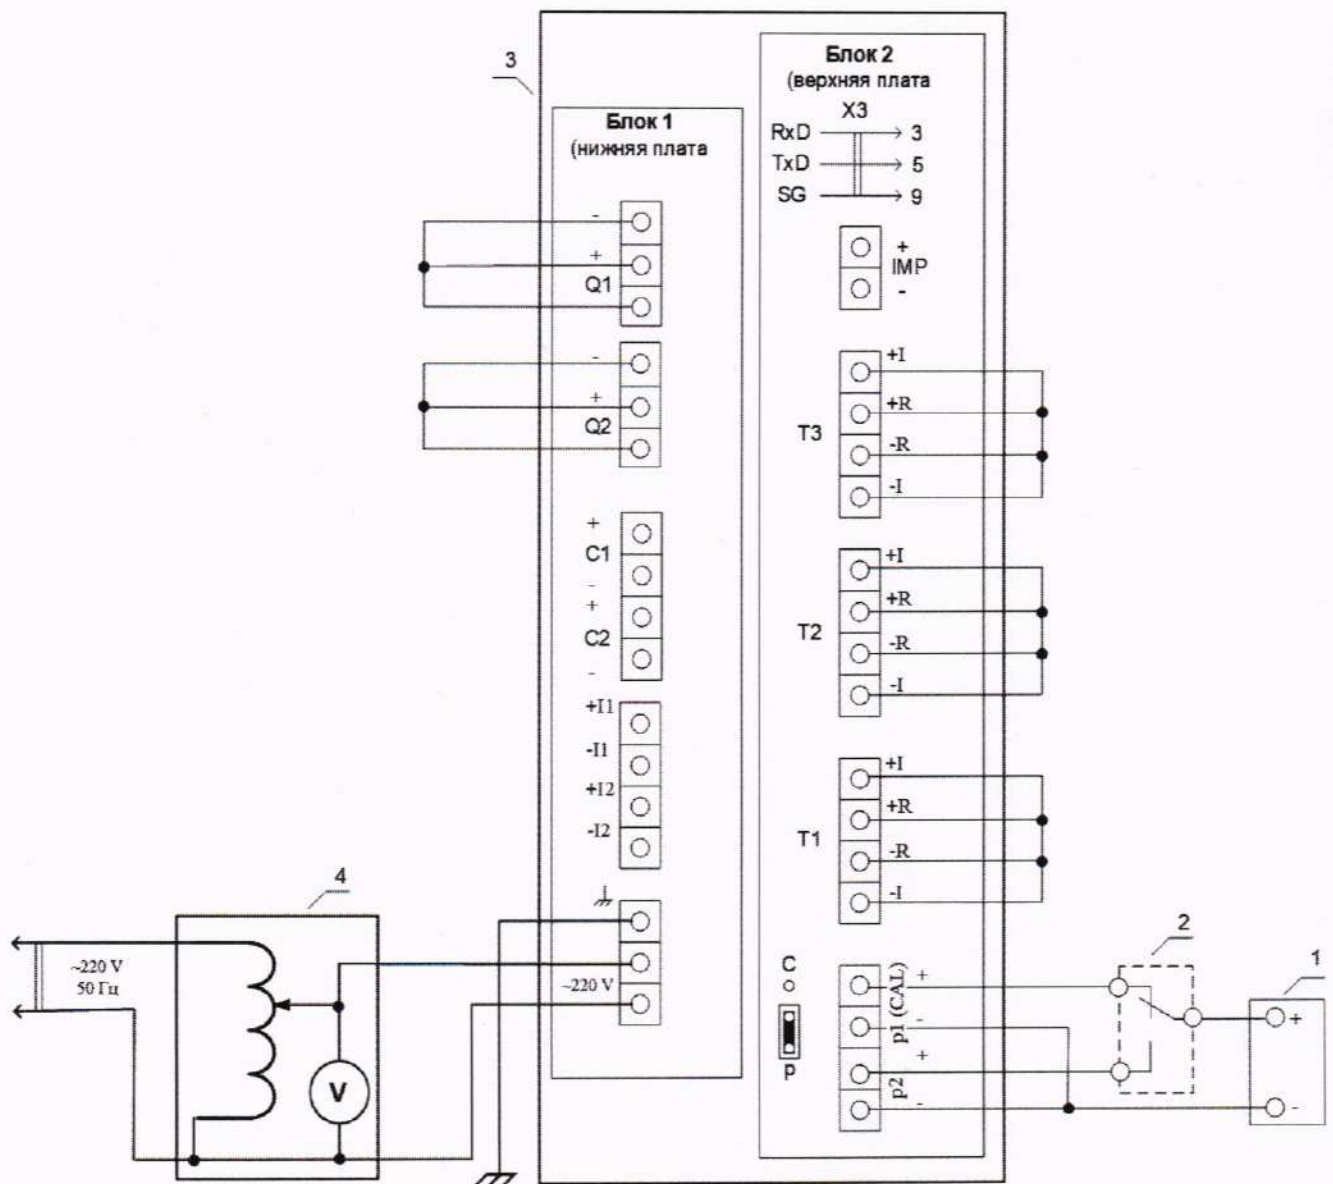 3
Блок 2
(верхняя плата
X3
RxD 3
TxD 5
SG 9
Блок 1
(нижняя плата
-
+
Q1
-
+
Q2
+
C1
-
+
C2
-
+I1
-I1
+I2
-I2
~220 V
+
IMP
-
+I
+R
T3
-R
-I
+I
+R
T2
-R
-I
+I
+R
T1
-R
-I
C
p
p1 (CAL)
+
-
p2
+
-
2
1
+
-
4
~220 V
50 Гц
V